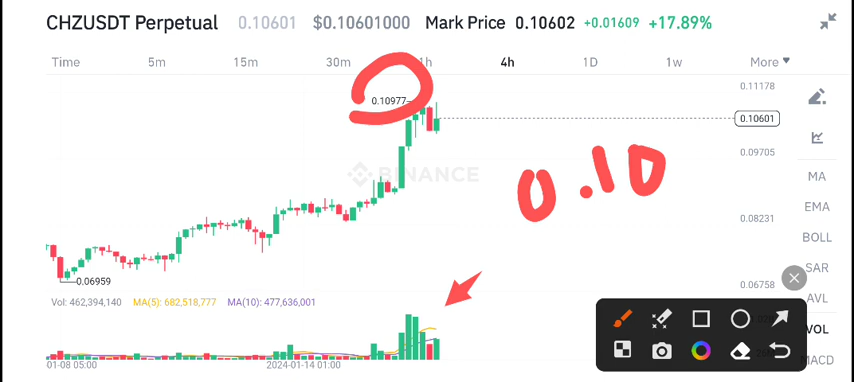 CHZUSDT Perpetual 0.10601 $0.10601000 Mark Price 0.10602 +0.01609 +17.89%
Time 5m 15m 30m 1h 4h 1D 1w More
0.11178
0.10977
0.10601
0.09705
0.10
BINANCE
MA
EMA
0.08231
BOLL
SAR
0.06959
0.06758
AVL
Vol: 462,394,140 MA(5): 682,518,777 MA(10): 477,636,001
VOL
MACD
01-08 05:00 2024-01-14 01:00